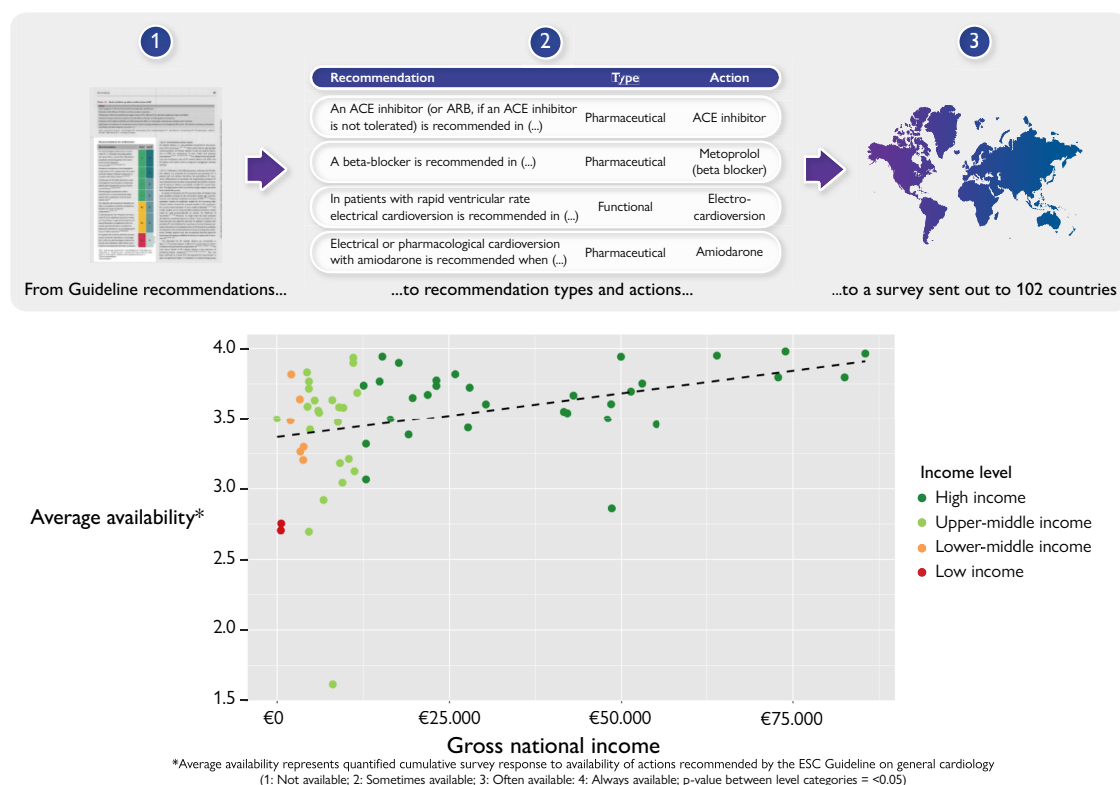 1
2
3
Recommendation Type Action
An ACE inhibitor (or ARB, if an ACE inhibitor
is not tolerated) is recommended in (...)
Pharmaceutical
ACE inhibitor
A beta-blocker is recommended in (...)
Pharmaceutical
Metoprolol
(beta blocker)
In patients with rapid ventricular rate
electrical cardioversion is recommended in (...)
Functional
Electro-
cardioversion
Electrical or pharmacological cardioversion
with amiodarone is recommended when (...)
Pharmaceutical
Amiodarone
From Guideline recommendations...
...to recommendation types and actions...
...to a survey sent out to 102 countries
4.0
3.5
3.0
2.5
2.0
1.5
Average availability*
€0
€25.000
€50.000
€75.000
Gross national income
Income level
High income
Upper-middle income
Lower-middle income
Low income
*Average availability represents quantified cumulative survey response to availability of actions recommended by the ESC Guideline on general cardiology
(1: Not available; 2: Sometimes available; 3: Often available: 4: Always available; p-value between level categories = <0.05)